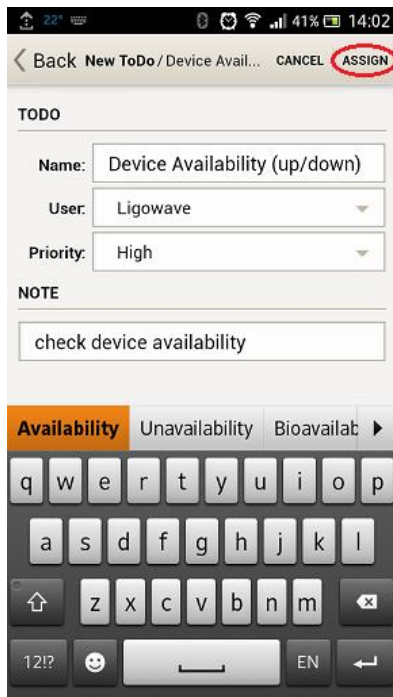 22° 41% 14:02
Back New ToDo / Device Avail... CANCEL ASSIGN
TODO
Name: Device Availability (up/down)
User: Ligowave
Priority: High
NOTE
check device availability
Availability Unavailability Bioavailab
q w e r t y u i o p
a s d f g h j k l
z x c v b n m
12!? EN